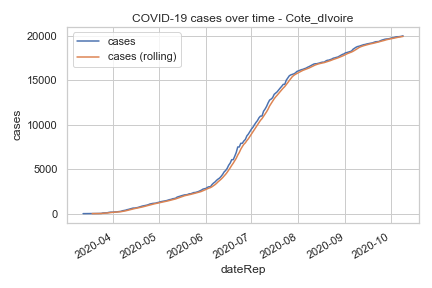 COVID-19 cases over time - Cote_dIvoire
cases
cases (rolling)
20000
15000
10000
5000
0
cases
2020-04
2020-05
2020-06
2020-07
2020-08
2020-09
2020-10
dateRep